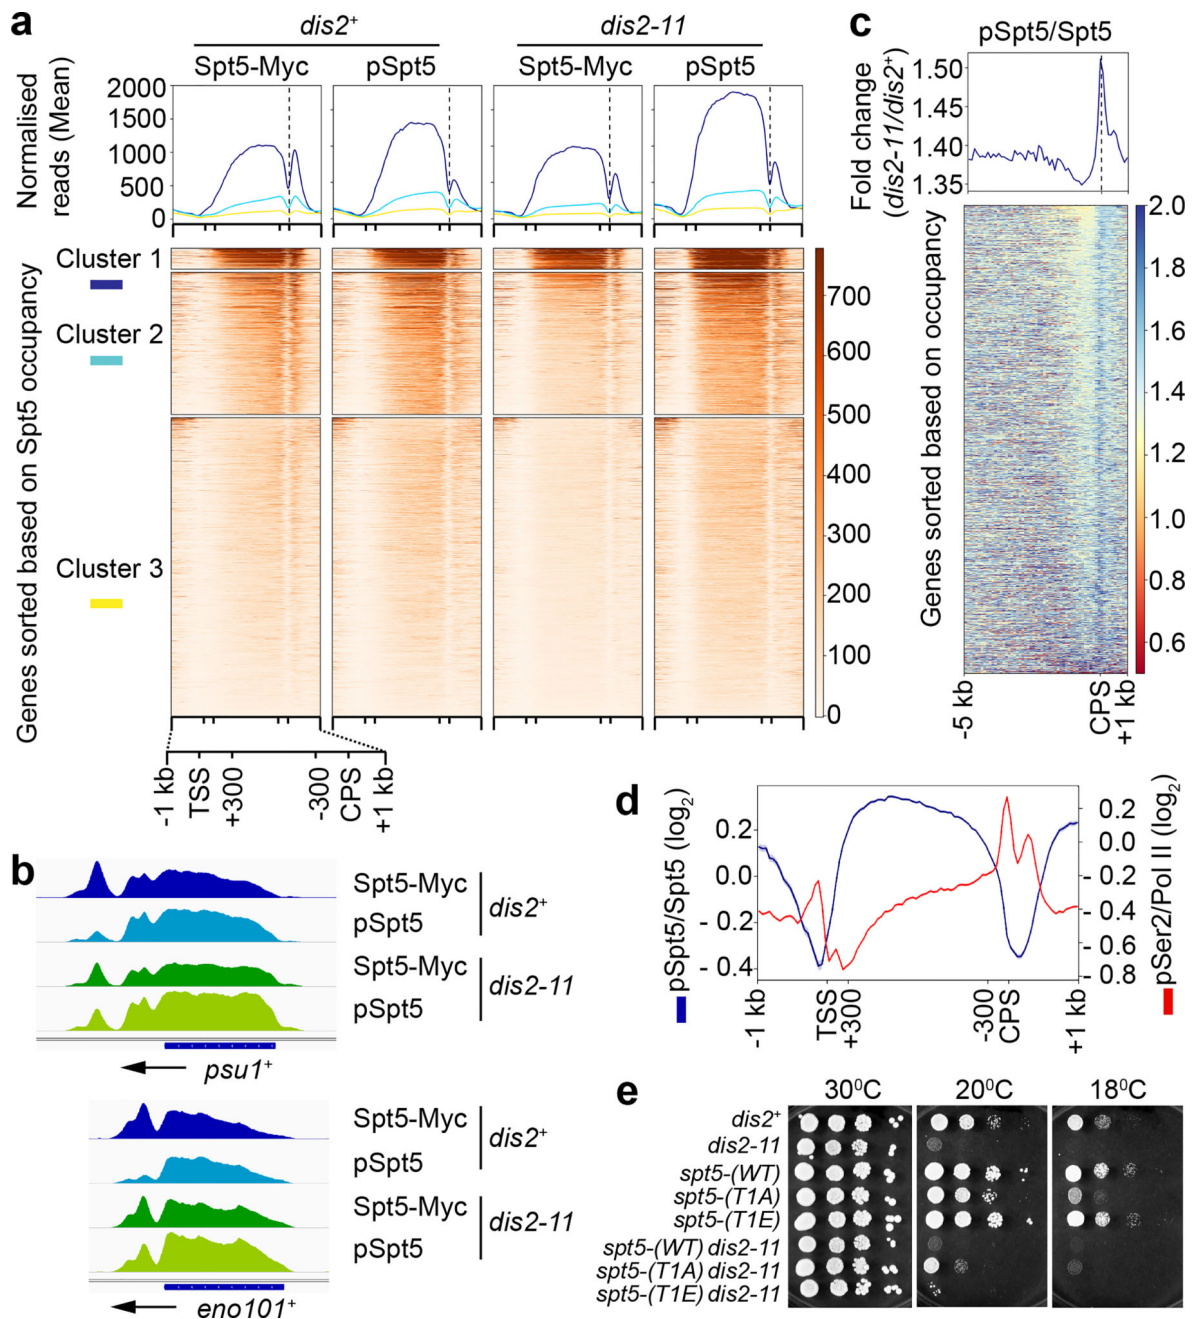 a
dis2+
dis2-11
Spt5-Myc
pSpt5
Spt5-Myc
pSpt5
Normalised
reads (Mean)
2000
1500
1000
500
0
Genes sorted based on Spt5 occupancy
Cluster 1
Cluster 2
Cluster 3
700
600
500
400
300
200
100
0
-1 kb
TSS
+300
-300
CPS
+1 kb
c
pSpt5/Spt5
Fold change
(dis2-11/dis2+)
1.50
1.45
1.40
1.35
Genes sorted based on occupancy
2.0
1.8
1.6
1.4
1.2
1.0
0.8
0.6
-5 kb
CPS
+1 kb
b
Spt5-Myc
pSpt5
dis2+
Spt5-Myc
pSpt5
dis2-11
psu1+
Spt5-Myc
pSpt5
dis2+
Spt5-Myc
pSpt5
dis2-11
eno101+
d
pSpt5/Spt5 (log2)
0.2
0.0
- 0.2
- 0.4
0.2
0.0
- 0.2
- 0.4
- 0.6
- 0.8
pSer2/Pol II (log2)
-1 kb
TSS
+300
-300
CPS
+1 kb
e
30⁰C
20⁰C
18⁰C
dis2+
dis2-11
spt5-(WT)
spt5-(T1A)
spt5-(T1E)
spt5-(WT) dis2-11
spt5-(T1A) dis2-11
spt5-(T1E) dis2-11